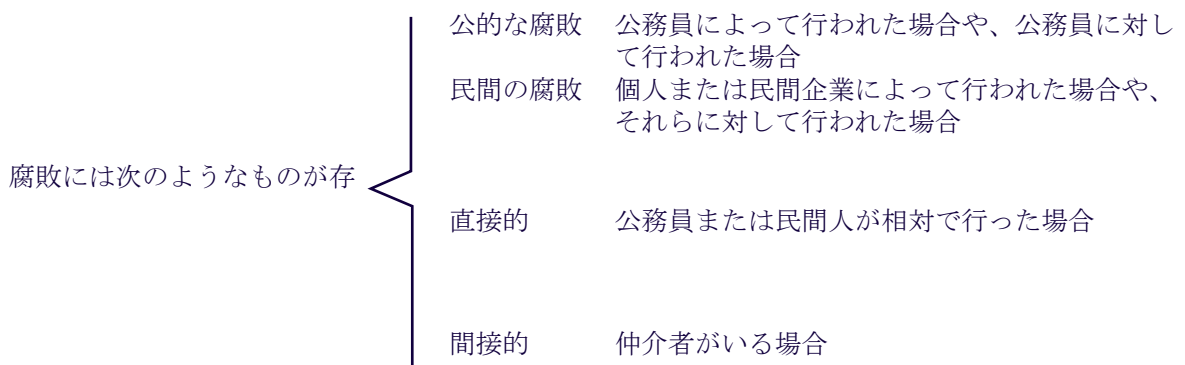 公的な腐敗 公務員によって行われた場合や、公務員に対し
て行われた場合
民間の腐敗 個人または民間企業によって行われた場合や、
それらに対して行われた場合
腐敗には次のようなものが存
直接的 公務員または民間人が相対で行った場合
間接的 仲介者がいる場合